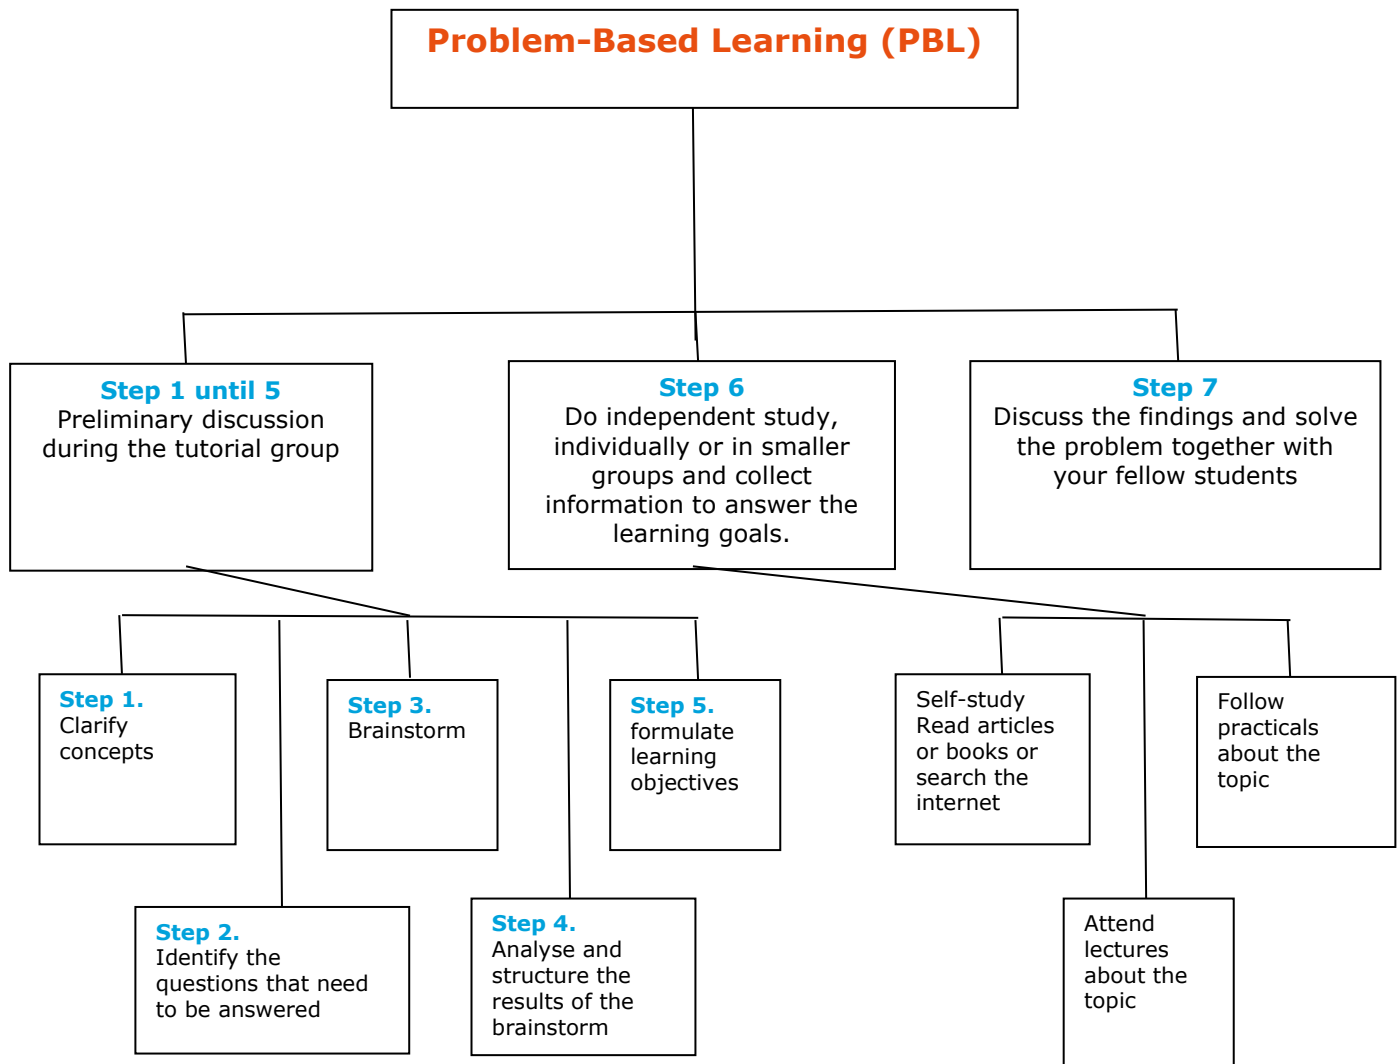 Problem-Based Learning (PBL)
Step 1 until 5
Preliminary discussion
during the tutorial group
Step 6
Do independent study,
individually or in smaller
groups and collect
information to answer the
learning goals.
Step 7
Discuss the findings and solve
the problem together with
your fellow students
Step 1.
Clarify
concepts
Step 2.
Identify the
questions that need
to be answered
Step 3.
Brainstorm
Step 4.
Analyse and
structure the
results of the
brainstorm
Step 5.
formulate
learning
objectives
Self-study
Read articles
or books or
search the
internet
Attend
lectures
about the
topic
Follow
practicals
about the
topic